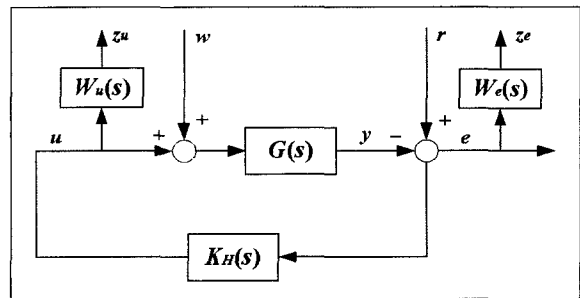 zu w r ze
Wu(s) We(s)
+ +
u + G(s) y − e
KH(s)